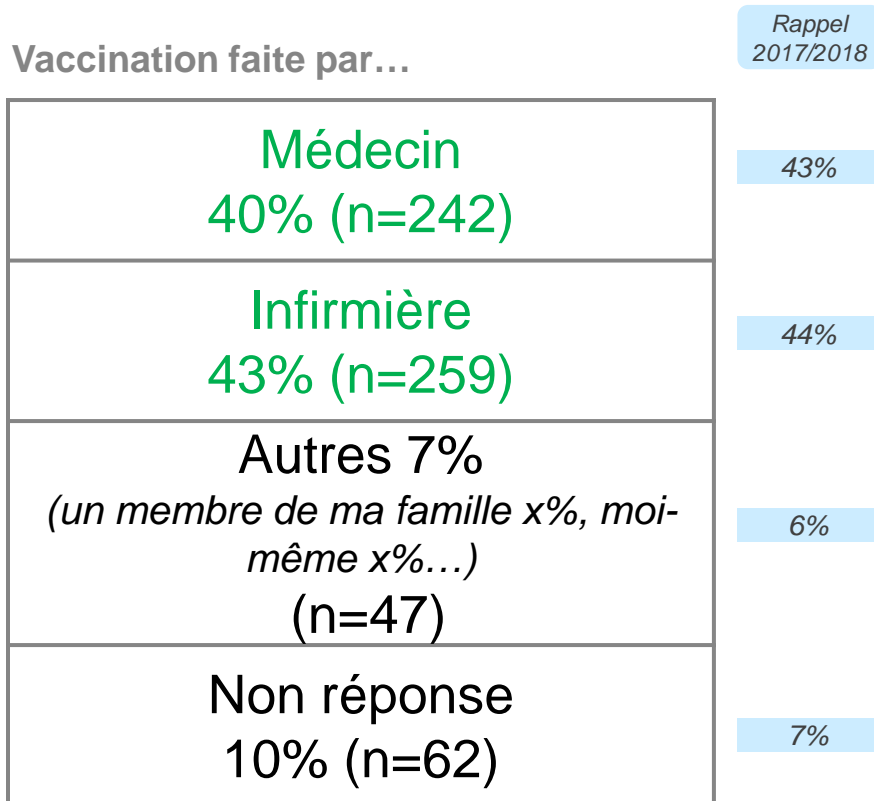 Rappel
2017/2018
Vaccination faite par…
Médecin
40% (n=242)
43%
Infirmière
43% (n=259)
44%
Autres 7%
(un membre de ma famille x%, moi-
même x%…)
(n=47)
6%
Non réponse
10% (n=62)
7%